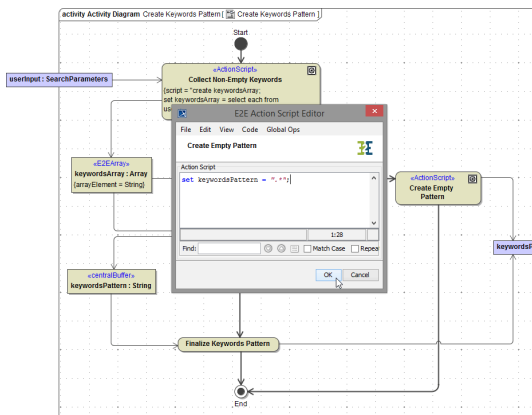 activity Activity Diagram Create Keywords Pattern [ Create Keywords Pattern ]
Start
«ActionScript»
Collect Non-Empty Keywords
{script = "create keywordsArray;
set keywordsArray = select each from
userInput : SearchParameters
E2E Action Script Editor
File Edit View Code Global Ops
Create Empty Pattern
Action Script
set keywordsPattern = ".*";
1:28
Find:
Match Case
Repeat
OK
Cancel
«E2EArray»
keywordsArray : Array
{arrayElement = String}
«ActionScript»
Create Empty
Pattern
«centralBuffer»
keywordsPattern : String
Finalize Keywords Pattern
End